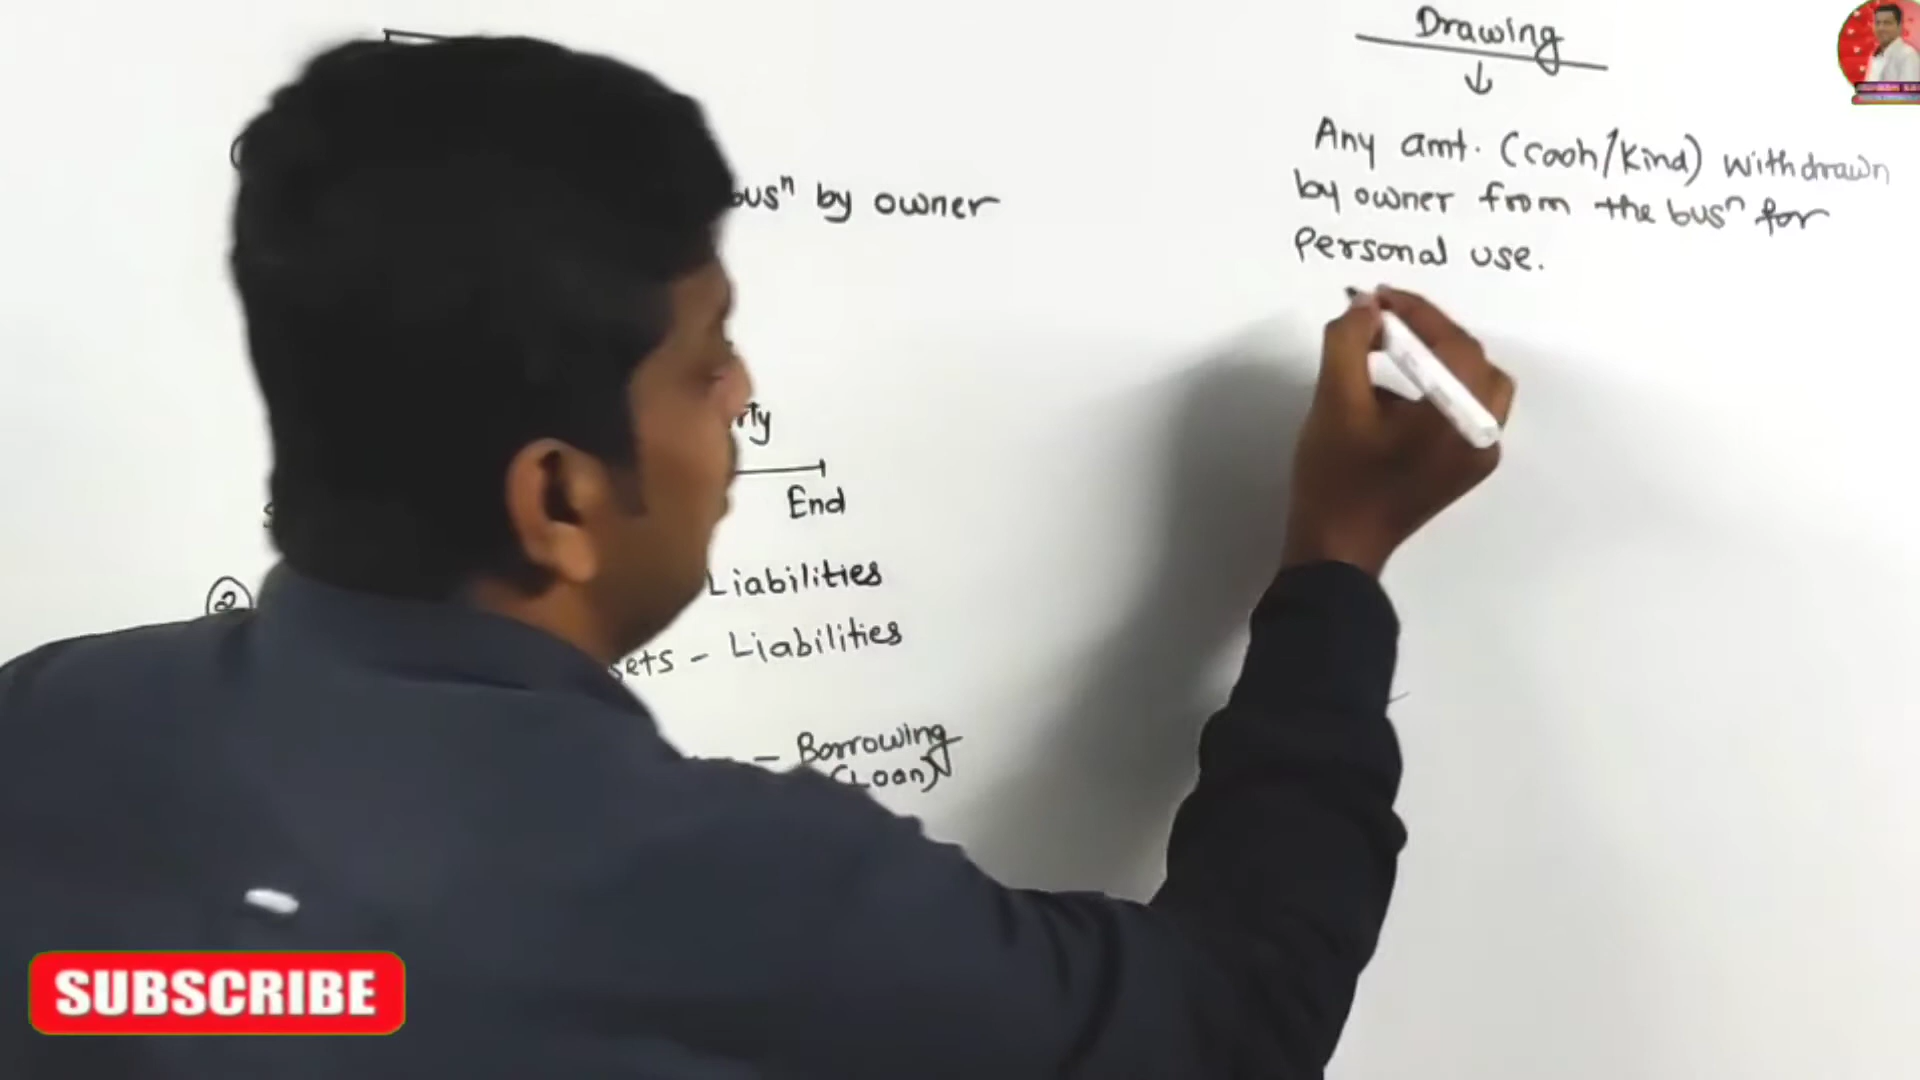 Drawing
Any amt. (Cash/Kind) withdrawn
by owner from the busⁿ for
Personal use.
busⁿ by owner
End
2
Liabilities
- Liabilities
- Borrowing
(Loan)
SUBSCRIBE